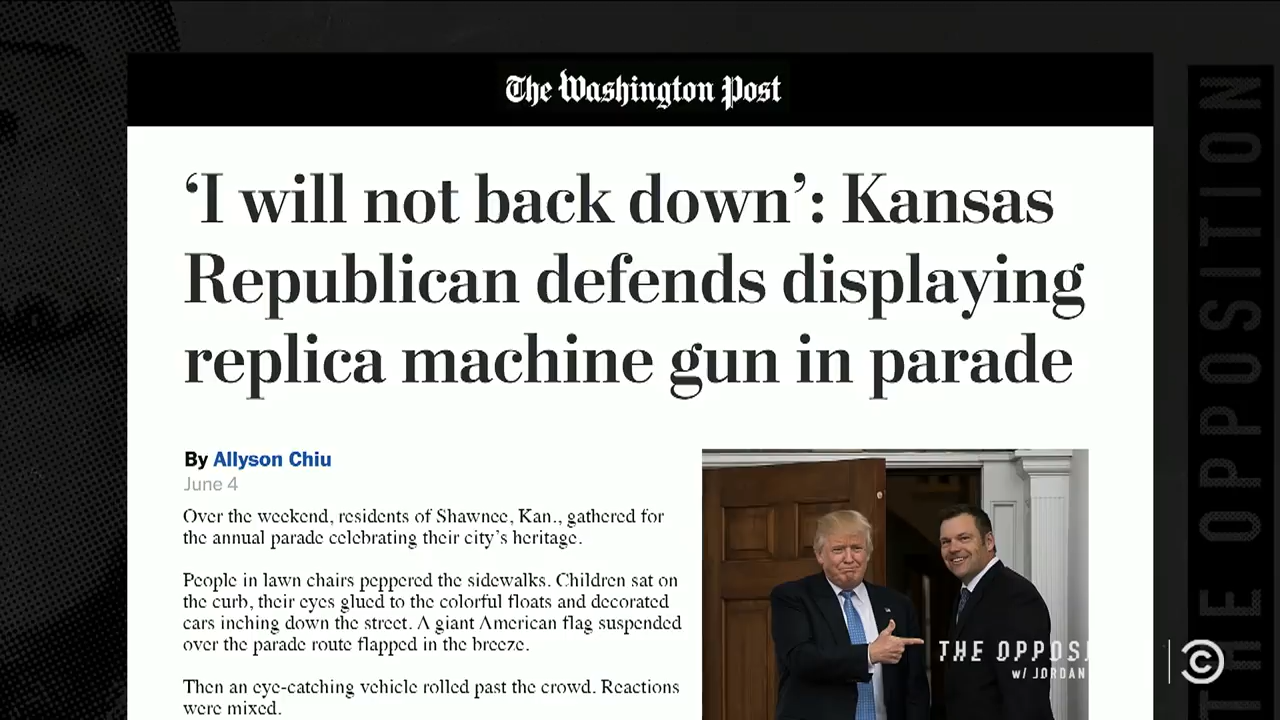 The Washington Post
‘I will not back down’: Kansas
Republican defends displaying
replica machine gun in parade
By Allyson Chiu
June 4
Over the weekend, residents of Shawnee, Kan., gathered for
the annual parade celebrating their city’s heritage.
People in lawn chairs peppered the sidewalks. Children sat on
the curb, their eyes glued to the colorful floats and decorated
cars inching down the street. A giant American flag suspended
over the parade route flapped in the breeze.
Then an eye-catching vehicle rolled past the crowd. Reactions
were mixed.
THE OPPOSI
w/ JORDAN
THE OPPOSITION